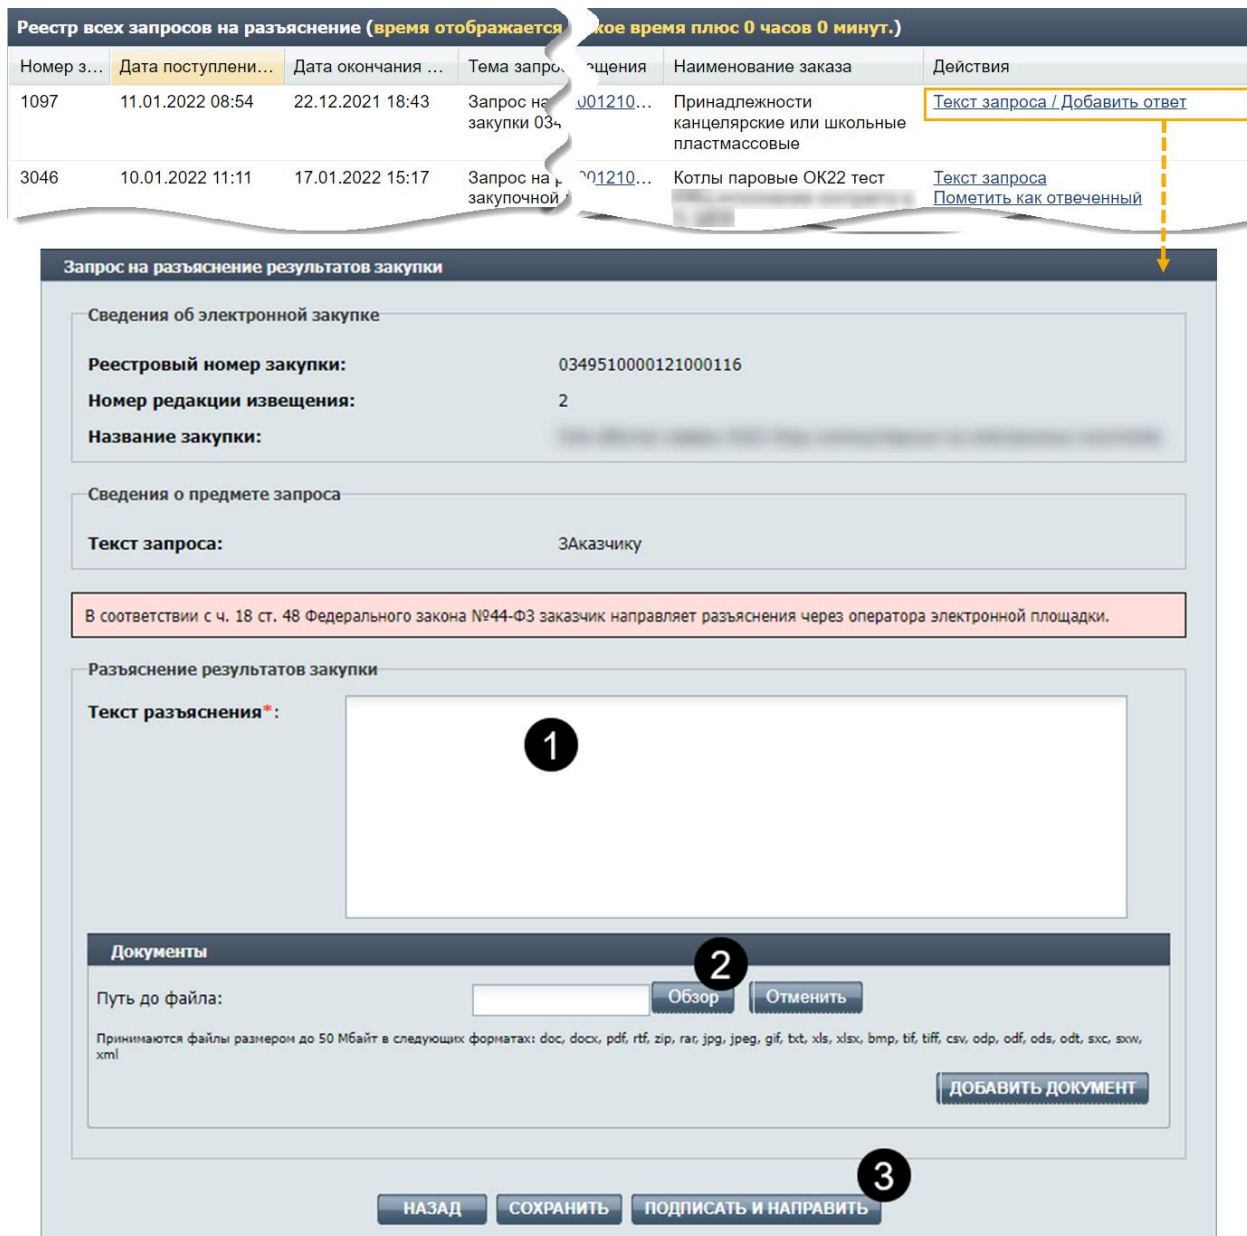 Реестр всех запросов на разъяснение (время отображается кое время плюс 0 часов 0 минут.)
Номер з... Дата поступлени... Дата окончания ... Тема запро ещения Наименование заказа Действия
1097 11.01.2022 08:54 22.12.2021 18:43 Запрос на 001210... Принадлежности Текст запроса / Добавить ответ
закупки 034 канцелярские или школьные
пластмассовые
3046 10.01.2022 11:11 17.01.2022 15:17 Запрос на р 01210... Котлы паровые ОК22 тест Текст запроса
закупочной Пометить как отвеченный
Запрос на разъяснение результатов закупки
Сведения об электронной закупке
Реестровый номер закупки: 0349510000121000116
Номер редакции извещения: 2
Название закупки:
Сведения о предмете запроса
Текст запроса: ЗАказчику
В соответствии с ч. 18 ст. 48 Федерального закона №44-ФЗ заказчик направляет разъяснения через оператора электронной площадки.
Разъяснение результатов закупки
Текст разъяснения*:
1
Документы
2
Путь до файла: Обзор Отменить
Принимаются файлы размером до 50 Мбайт в следующих форматах: doc, docx, pdf, rtf, zip, rar, jpg, jpeg, gif, txt, xls, xlsx, bmp, tif, tiff, csv, odp, odf, ods, odt, sxc, sxw,
xml
ДОБАВИТЬ ДОКУМЕНТ
3
НАЗАД СОХРАНИТЬ ПОДПИСАТЬ И НАПРАВИТЬ